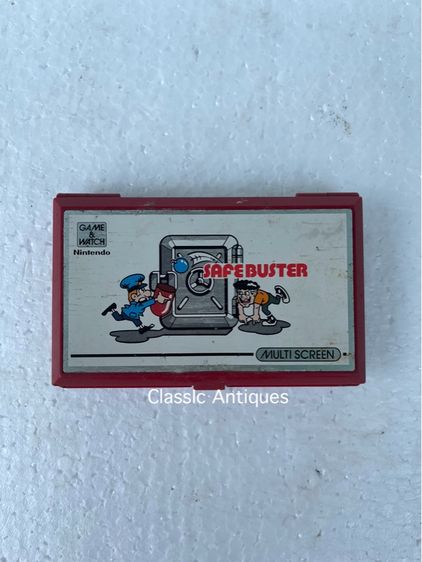 GAME
&
WATCH
Nintendo
SAFEBUSTER
MULTI SCREEN
Classic Antiques